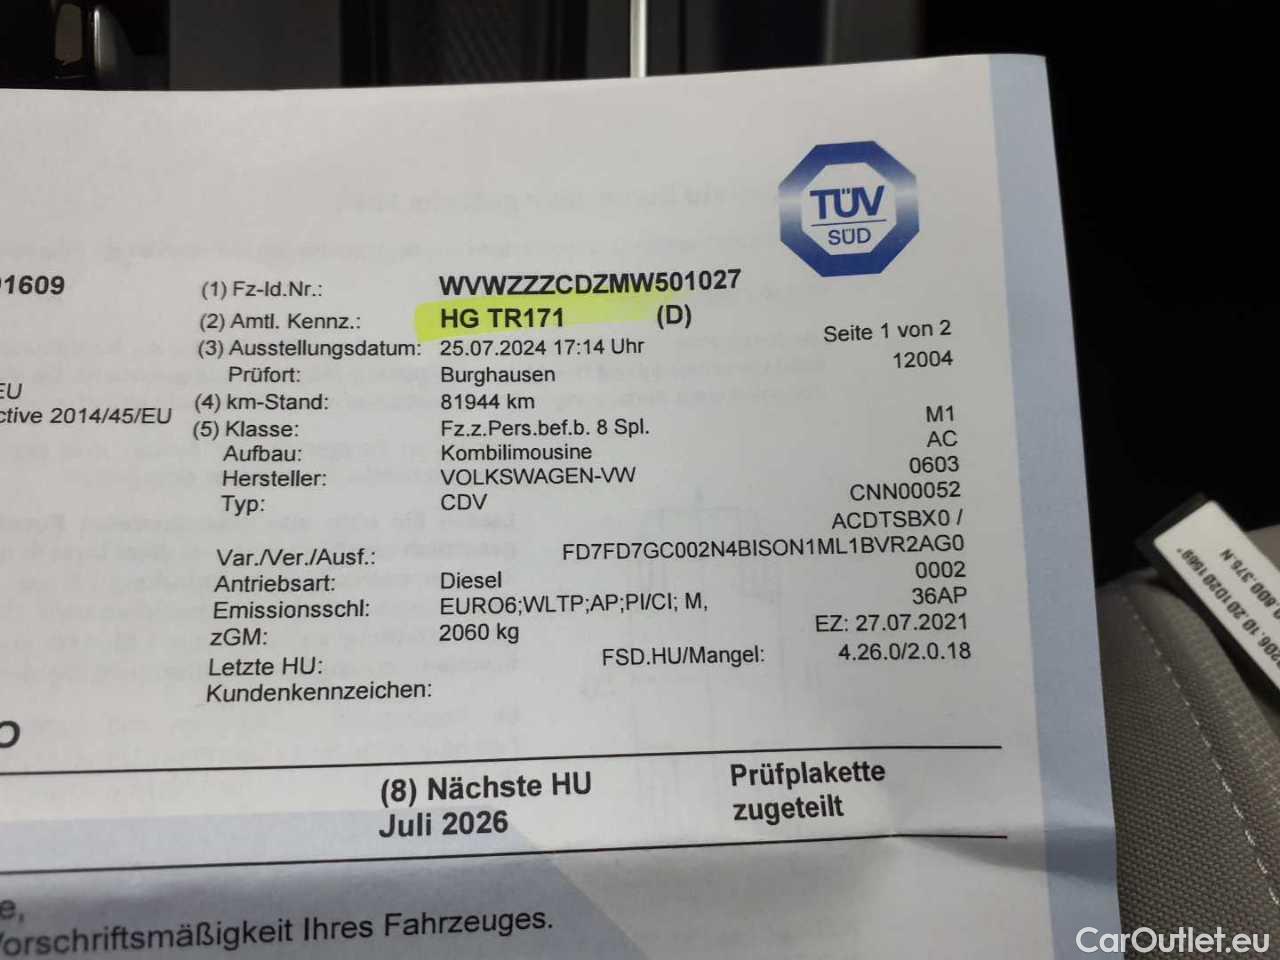 TÜV
SÜD
01609
(1) Fz-Id.Nr.: WVWZZZCDZMW501027
(2) Amtl. Kennz.: HG TR171 (D)
(3) Ausstellungsdatum: 25.07.2024 17:14 Uhr Seite 1 von 2
Prüfort: Burghausen 12004
EU
ctive 2014/45/EU
(4) km-Stand: 81944 km
(5) Klasse: Fz.z.Pers.bef.b. 8 Spl. M1
Aufbau: Kombilimousine AC
Hersteller: VOLKSWAGEN-VW 0603
Typ: CDV CNN00052
ACDTSBX0 /
Var./Ver./Ausf.: FD7FD7GC002N4BISON1ML1BVR2AG0
Antriebsart: Diesel 0002
Emissionsschl: EURO6;WLTP;AP:PI/CI; M, 36AP
zGM: 2060 kg EZ: 27.07.2021
Letzte HU: FSD.HU/Mangel: 4.26.0/2.0.18
Kundenkennzeichen:
O
(8) Nächste HU Prüfplakette
Juli 2026 zugeteilt
e,
Vorschriftsmäßigkeit Ihres Fahrzeuges.
CarOutlet.eu